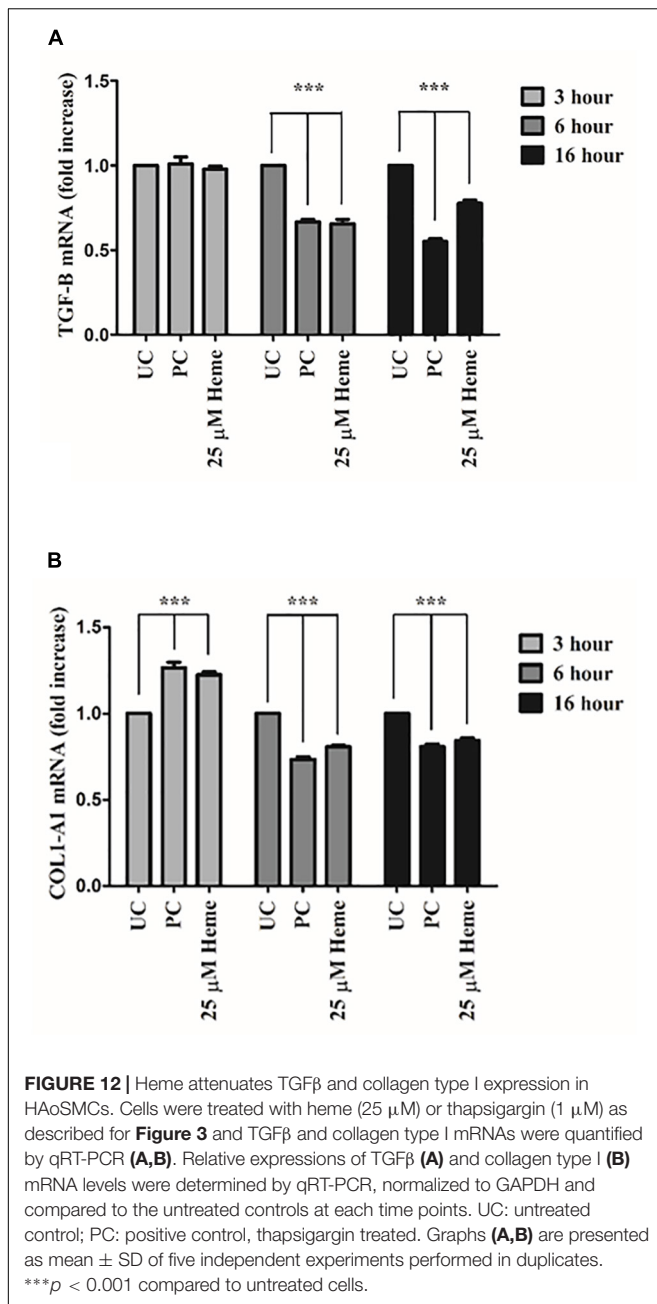 A
TGF-B mRNA (fold increase)
1.5
1.0
0.5
0.0
***
***
3 hour
6 hour
16 hour
UC
PC
25 µM Heme
UC
PC
25 µM Heme
UC
PC
25 µM Heme
B
COL1-A1 mRNA (fold increase)
1.5
1.0
0.5
0.0
***
***
***
3 hour
6 hour
16 hour
UC
PC
25 µM Heme
UC
PC
25 µM Heme
UC
PC
25 µM Heme
FIGURE 12 | Heme attenuates TGFβ and collagen type I expression in
HAoSMCs. Cells were treated with heme (25 µM) or thapsigargin (1 µM) as
described for Figure 3 and TGFβ and collagen type I mRNAs were quantified
by qRT-PCR (A,B). Relative expressions of TGFβ (A) and collagen type I (B)
mRNA levels were determined by qRT-PCR, normalized to GAPDH and
compared to the untreated controls at each time points. UC: untreated
control; PC: positive control, thapsigargin treated. Graphs (A,B) are presented
as mean ± SD of five independent experiments performed in duplicates.
***p < 0.001 compared to untreated cells.